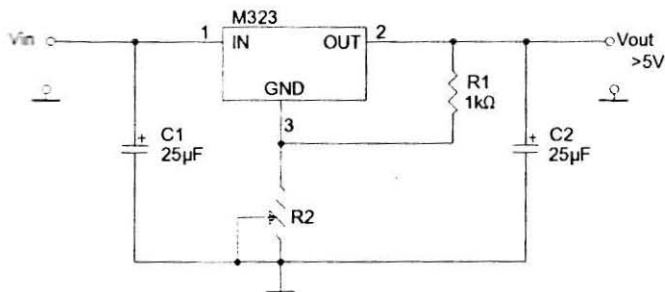 M323
Vin
1
IN
OUT
2
Vout
>5V
GND
R1
1kΩ
3
C1
25µF
C2
25µF
R2